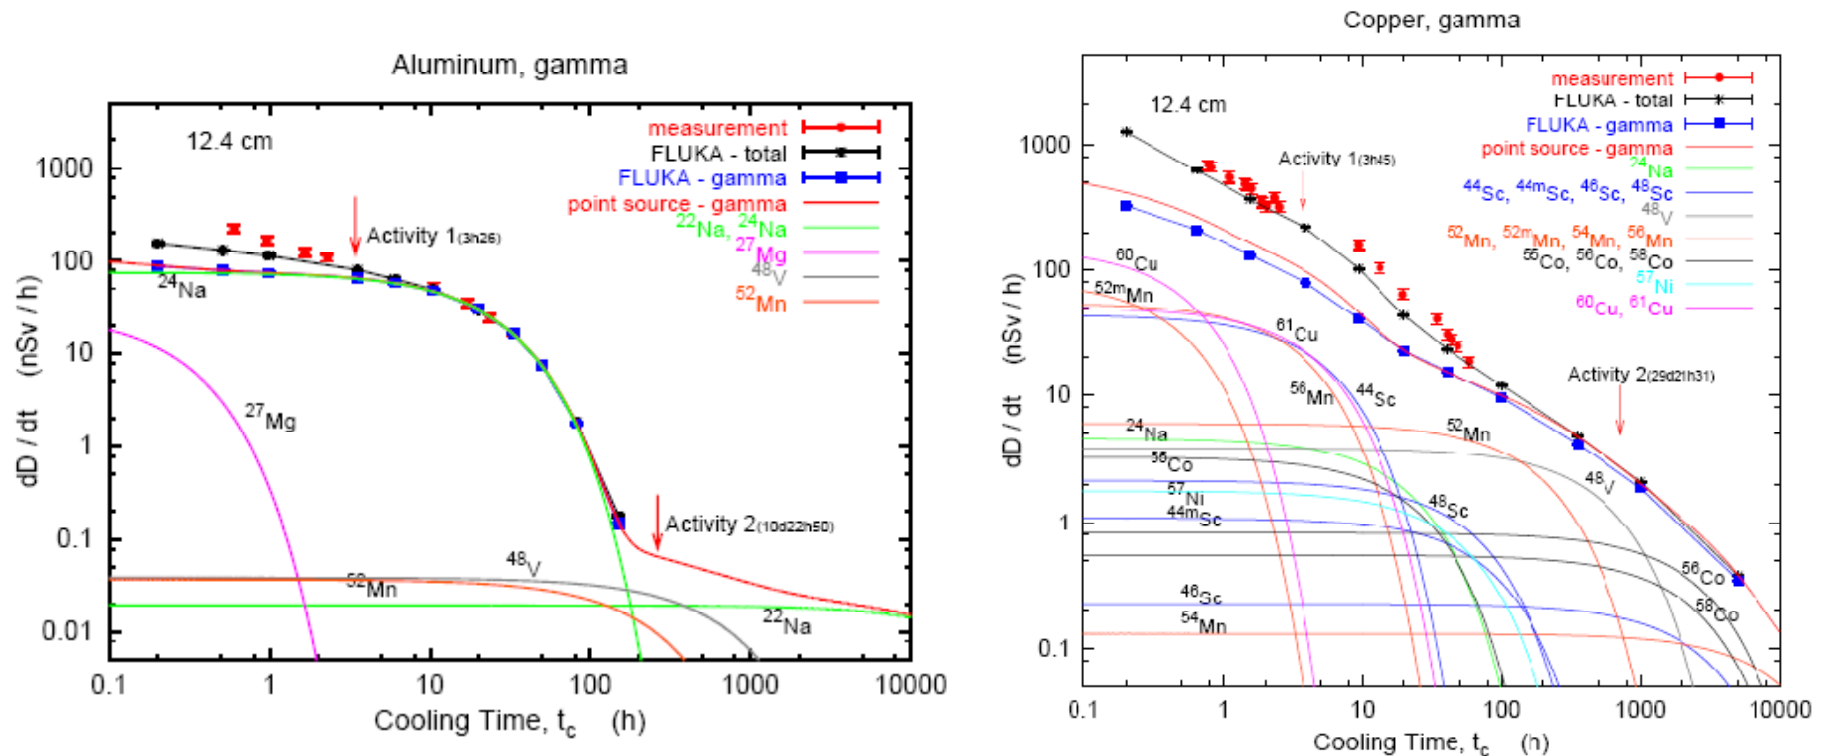 Aluminum, gamma
12.4 cm
measurement
FLUKA - total
FLUKA - gamma
point source - gamma
22Na, 24Na
27Mg
48V
52Mn
Activity 1(3h26)
24Na
27Mg
Activity 2(10d22h50)
48V
52Mn
22Na
dD / dt (nSv / h)
1000
100
10
1
0.1
0.01
0.1 1 10 100 1000 10000
Cooling Time, tc (h)
Copper, gamma
12.4 cm
measurement
FLUKA - total
FLUKA - gamma
point source - gamma
24Na
44Sc, 44mSc, 46Sc, 48Sc
48V
52Mn, 52mMn, 54Mn, 56Mn
55Co, 56Co, 58Co
57Ni
60Cu, 61Cu
Activity 1(3h45)
60Cu
52mMn
61Cu
56Mn
44Sc
Activity 2(29d21h31)
24Na
52Mn
48V
57Ni
48Sc
44mSc
56Co
46Sc
58Co
54Mn
dD / dt (nSv / h)
1000
100
10
1
0.1
0.1 1 10 100 1000 10000
Cooling Time, tc (h)